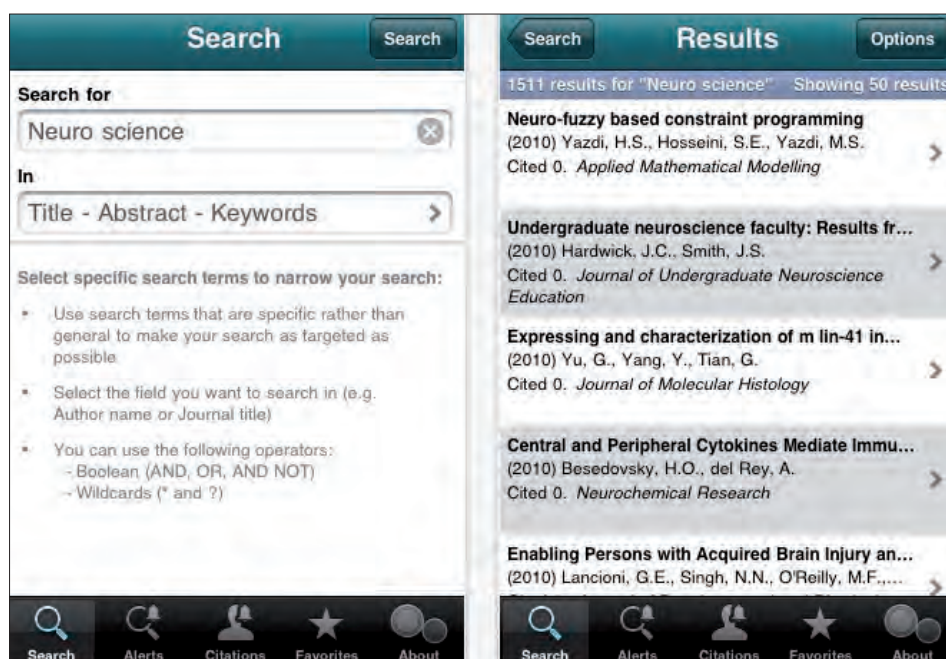 Search
Search
Search for
Neuro science
In
Title - Abstract - Keywords
Select specific search terms to narrow your search:
• Use search terms that are specific rather
than general to make your search as targeted as
possible
• Select the field you want to search in (e.g.
Author name or Journal title)
• You can use the following operators:
- Boolean (AND, OR, AND NOT)
- Wildcards (* and ?)
Search
Alerts
Citations
Favorites
About
Search
Results
Options
1511 results for "Neuro science" Showing 50 results
Neuro-fuzzy based constraint programming
(2010) Yazdi, H.S., Hosseini, S.E., Yazdi, M.S.
Cited 0. Applied Mathematical Modelling
Undergraduate neuroscience faculty: Results fr...
(2010) Hardwick, J.C., Smith, J.S.
Cited 0. Journal of Undergraduate Neuroscience
Education
Expressing and characterization of m lin-41 in...
(2010) Yu, G., Yang, Y., Tian, G.
Cited 0. Journal of Molecular Histology
Central and Peripheral Cytokines Mediate Immu...
(2010) Besedovsky, H.O., del Rey, A.
Cited 0. Neurochemical Research
Enabling Persons with Acquired Brain Injury an...
(2010) Lancioni, G.E., Singh, N.N., O'Reilly, M.F.,...
Search
Alerts
Citations
Favorites
About